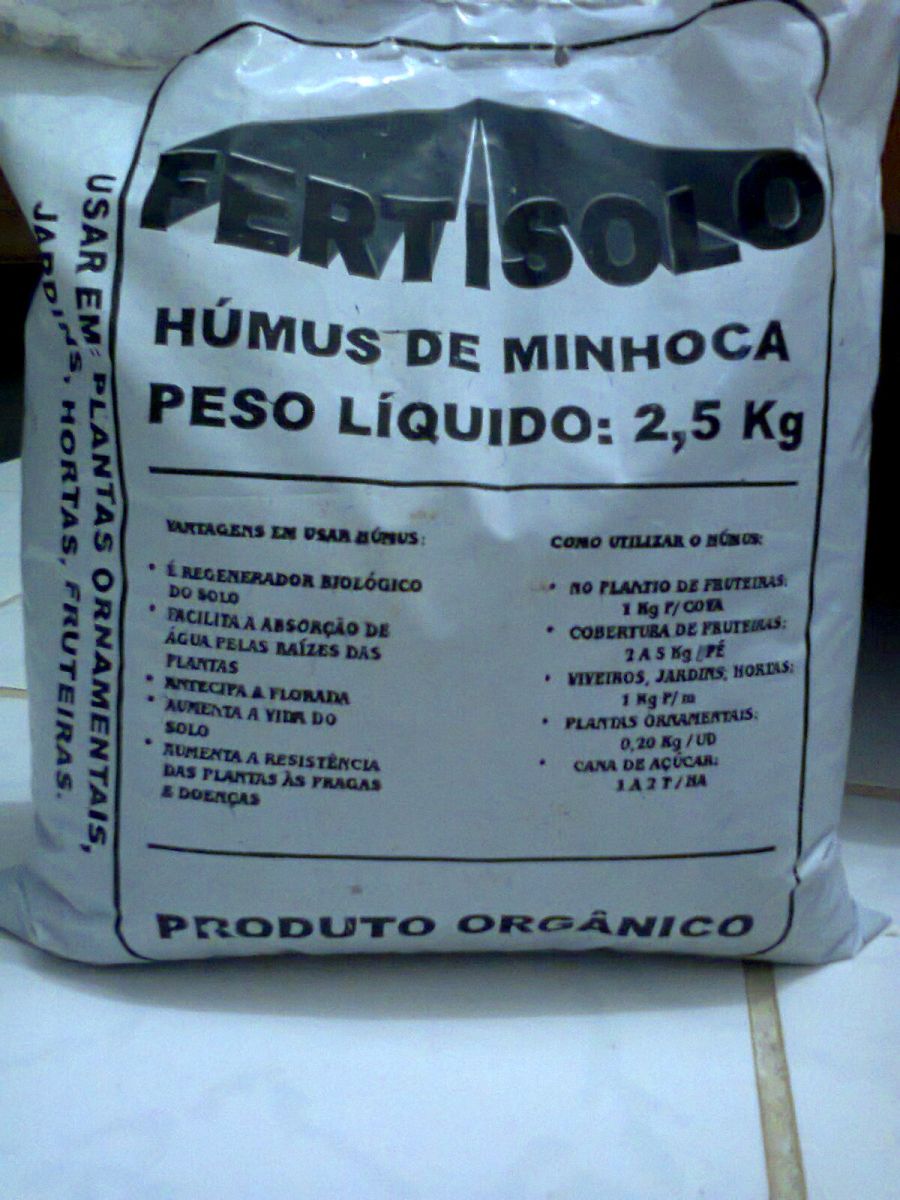 FERTISOLO
HÚMUS DE MINHOCA
PESO LÍQUIDO: 2,5 Kg
VANTAGENS EM USAR HÚMUS:
• É REGENERADOR BIOLÓGICO
DO SOLO
• FACILITA A ABSORÇÃO DE
ÁGUA PELAS RAÍZES DAS
PLANTAS
• ANTECIPA A FLORADA
• AUMENTA A VIDA DO
SOLO
• AUMENTA A RESISTÊNCIA
DAS PLANTAS ÀS PRAGAS
E DOENÇAS
COMO UTILIZAR O HÚMUS:
• NO PLANTIO DE FRUTEIRAS:
1 Kg P/ COVA
• COBERTURA DE FRUTEIRAS:
2 A 5 Kg / PÉ
• VIVEIROS, JARDINS, HORTAS:
1 Kg P/ m
• PLANTAS ORNAMENTAIS:
0,20 Kg / UD
• CANA DE AÇÚCAR:
1 A 2 T / HA
PRODUTO ORGÂNICO
USAR EM: PLANTAS ORNAMENTAIS,
JARDINS, HORTAS, FRUTEIRAS.